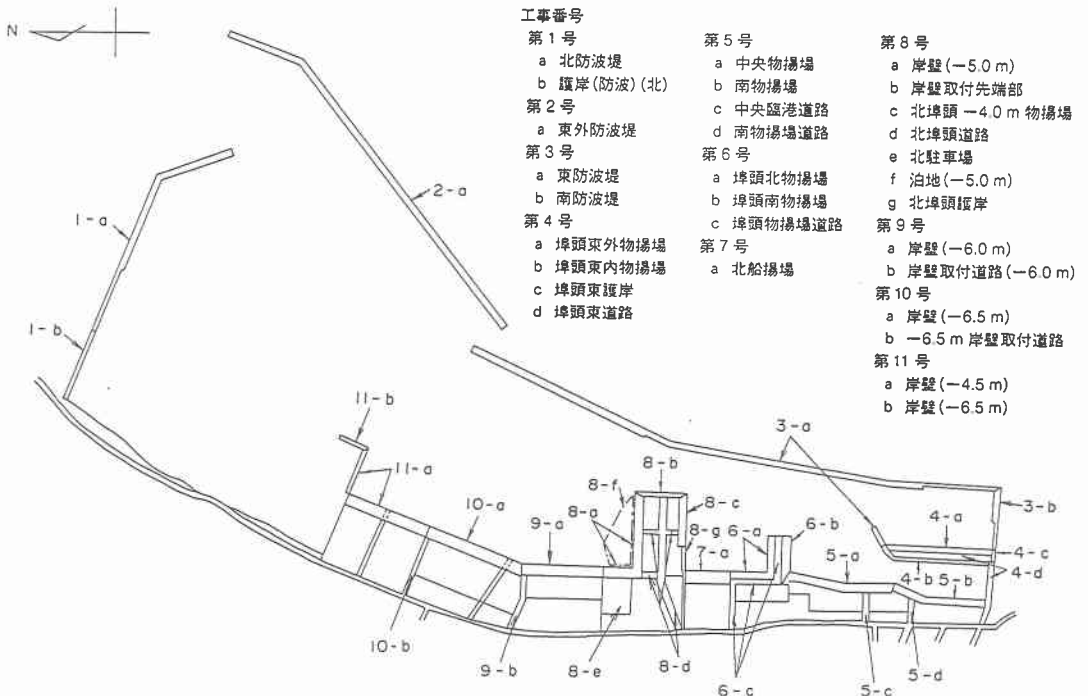 N
工事番号
第1号
a 北防波堤
b 護岸(防波)(北)
第2号
a 東外防波堤
第3号
a 東防波堤
b 南防波堤
第4号
a 埠頭東外物揚場
b 埠頭東内物揚場
c 埠頭東護岸
d 埠頭東道路
第5号
a 中央物揚場
b 南物揚場
c 中央臨港道路
d 南物揚場道路
第6号
a 埠頭北物揚場
b 埠頭南物揚場
c 埠頭物揚場道路
第7号
a 北船揚場
第8号
a 岸壁(−5.0 m)
b 岸壁取付先端部
c 北埠頭 −4.0 m 物揚場
d 北埠頭道路
e 北駐車場
f 泊地(−5.0 m)
g 北埠頭護岸
第9号
a 岸壁(−6.0 m)
b 岸壁取付道路(−6.0 m)
第10号
a 岸壁(−6.5 m)
b −6.5 m 岸壁取付道路
第11号
a 岸壁(−4.5 m)
b 岸壁(−6.5 m)
1-a
2-a
1-b
11-b
11-a
10-a
9-a
8-f
8-a
8-b
8-c
8-g
7-a
6-a
6-b
3-a
3-b
4-a
4-c
4-d
4-b
5-a
5-b
10-b
9-b
8-e
8-d
6-c
5-c
5-d